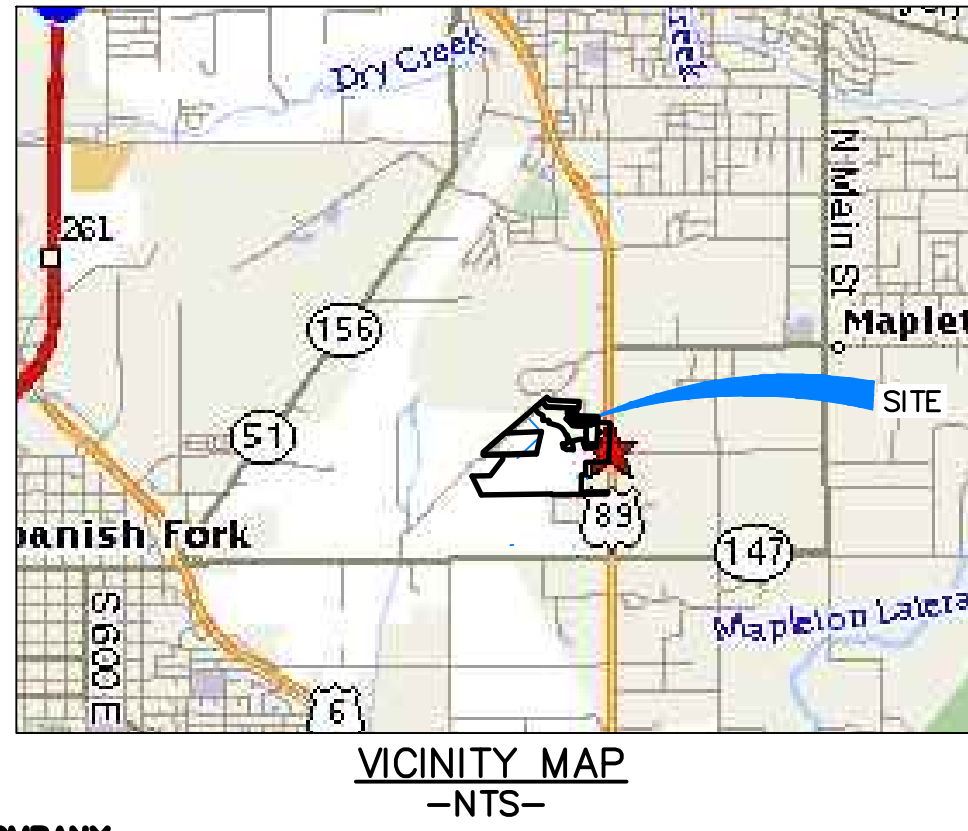 Dry Creek
261
N Main St
156
Maplet
SITE
51
89
panish Fork
147
S 600 E
Mapleton Latera
6
VICINITY MAP
-NTS-
OMPANY